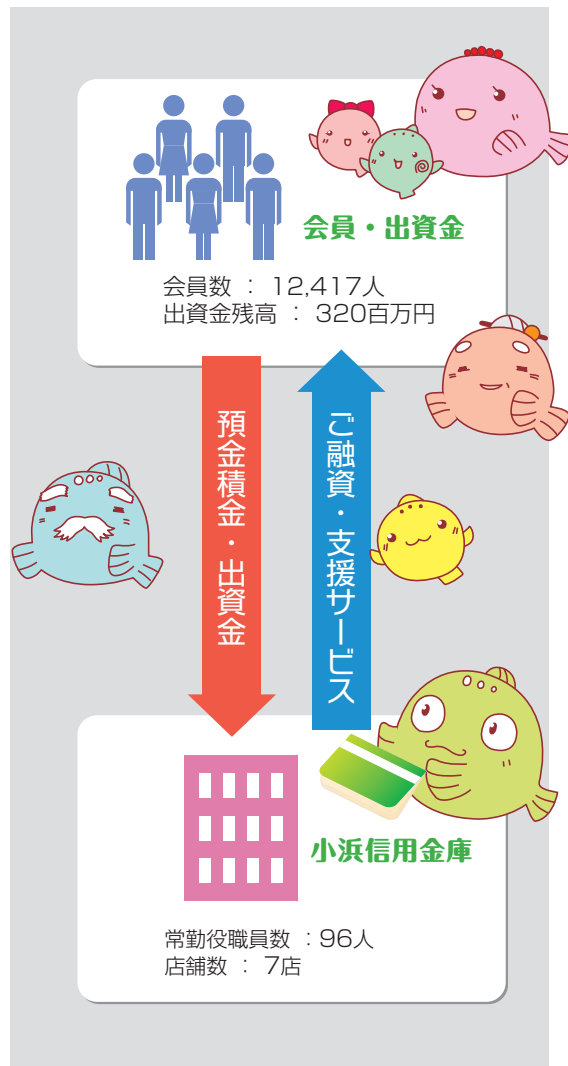 会員・出資金
会員数 : 12,417人
出資金残高 : 320百万円
預金積金・出資金
ご融資・支援サービス
小浜信用金庫
常勤役職員数 : 96人
店舗数 : 7店